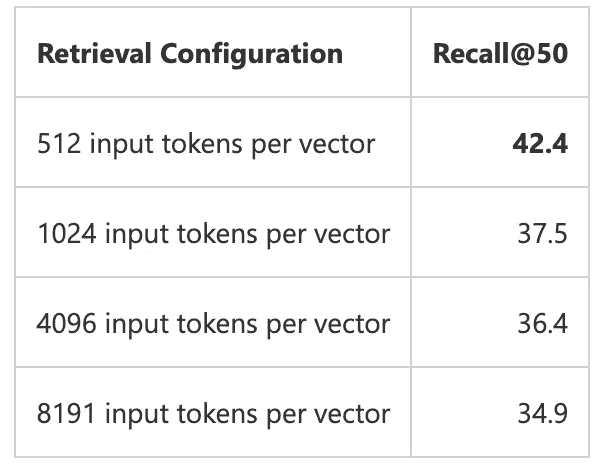 Retrieval Configuration Recall@50
512 input tokens per vector 42.4
1024 input tokens per vector 37.5
4096 input tokens per vector 36.4
8191 input tokens per vector 34.9